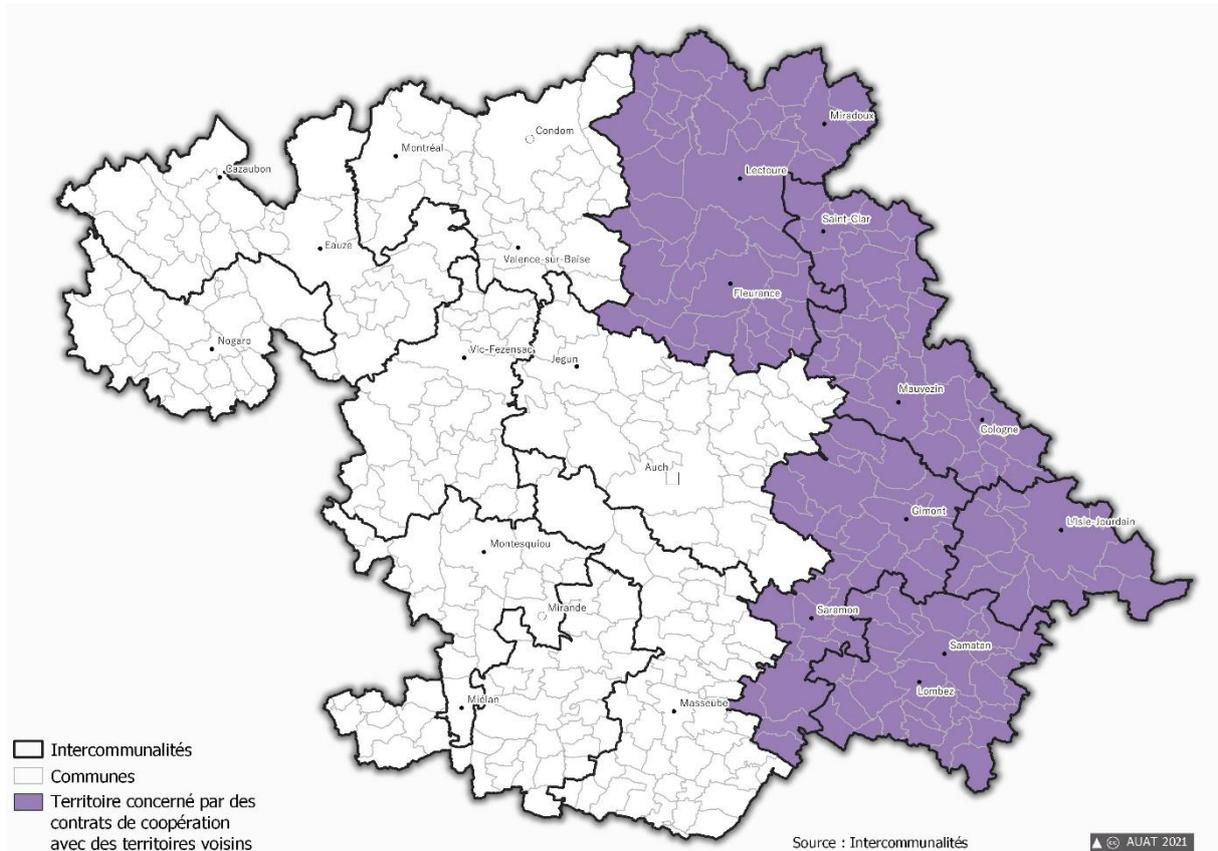 Miradoux
Condom
Montréal
Cazaubon
Lectoure
Saint-Clar
Eauze
Valence-sur-Baïse
Fleurance
Nogaro
Vic-Fezensac
Jegun
Mauvezin
Cologne
Auch
Gimont
L'Isle-Jourdain
Montesquiou
Mirande
Saramon
Samatan
Lombez
Miélan
Masseube
Intercommunalités
Communes
Territoire concerné par des
contrats de coopération
avec des territoires voisins
Source : Intercommunalités
AUAT 2021